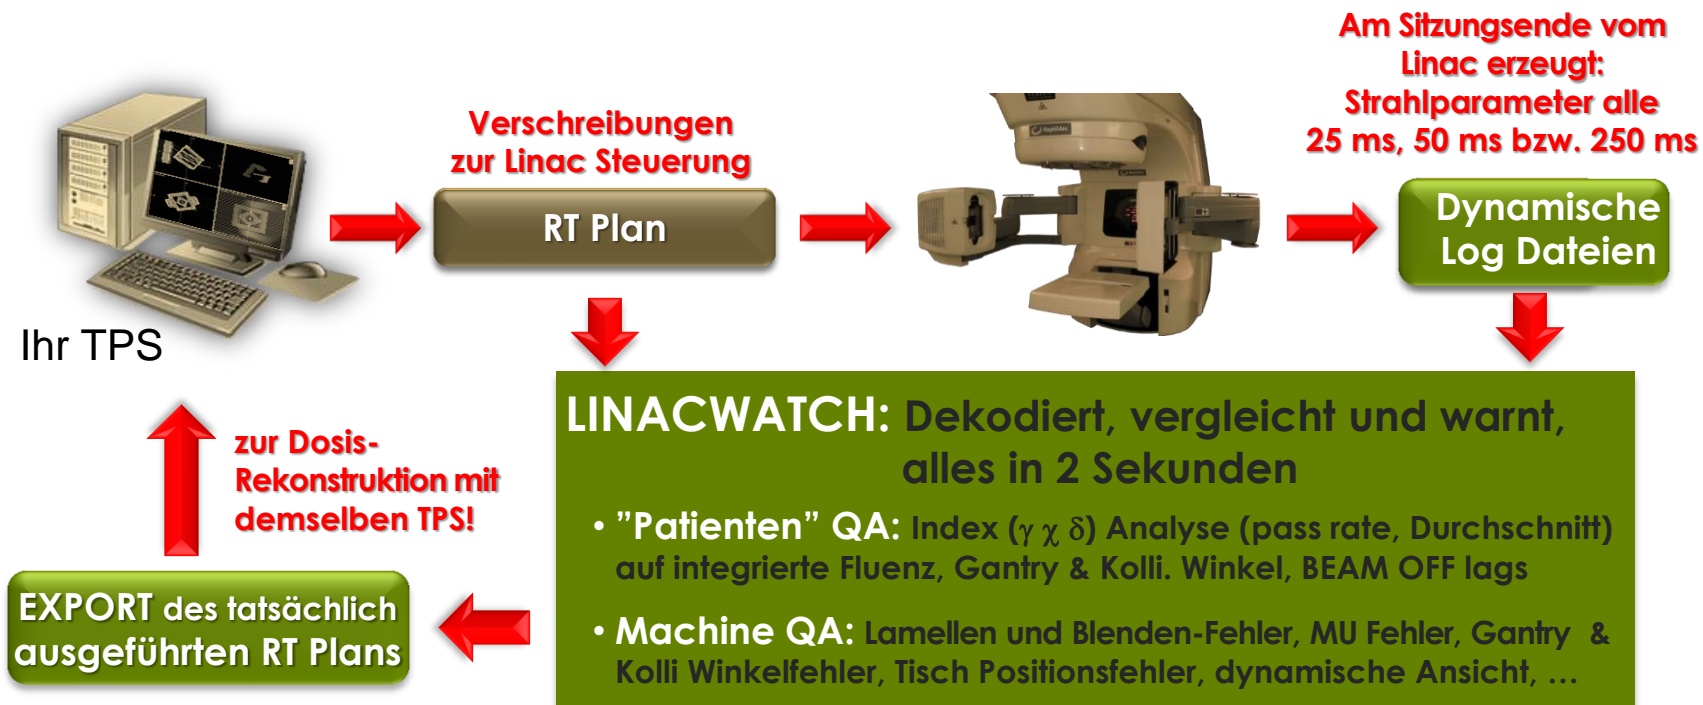 Am Sitzungsende vom
Linac erzeugt:
Strahlparameter alle
25 ms, 50 ms bzw. 250 ms
Verschreibungen
zur Linac Steuerung
RT Plan
Dynamische
Log Dateien
Ihr TPS
LINACWATCH: Dekodiert, vergleicht und warnt,
alles in 2 Sekunden
• ”Patienten” QA: Index (γ χ δ) Analyse (pass rate, Durchschnitt)
auf integrierte Fluenz, Gantry & Kolli. Winkel, BEAM OFF lags
• Machine QA: Lamellen und Blenden-Fehler, MU Fehler, Gantry &
Kolli Winkelfehler, Tisch Positionsfehler, dynamische Ansicht, …
zur Dosis-
Rekonstruktion mit
demselben TPS!
EXPORT des tatsächlich
ausgeführten RT Plans